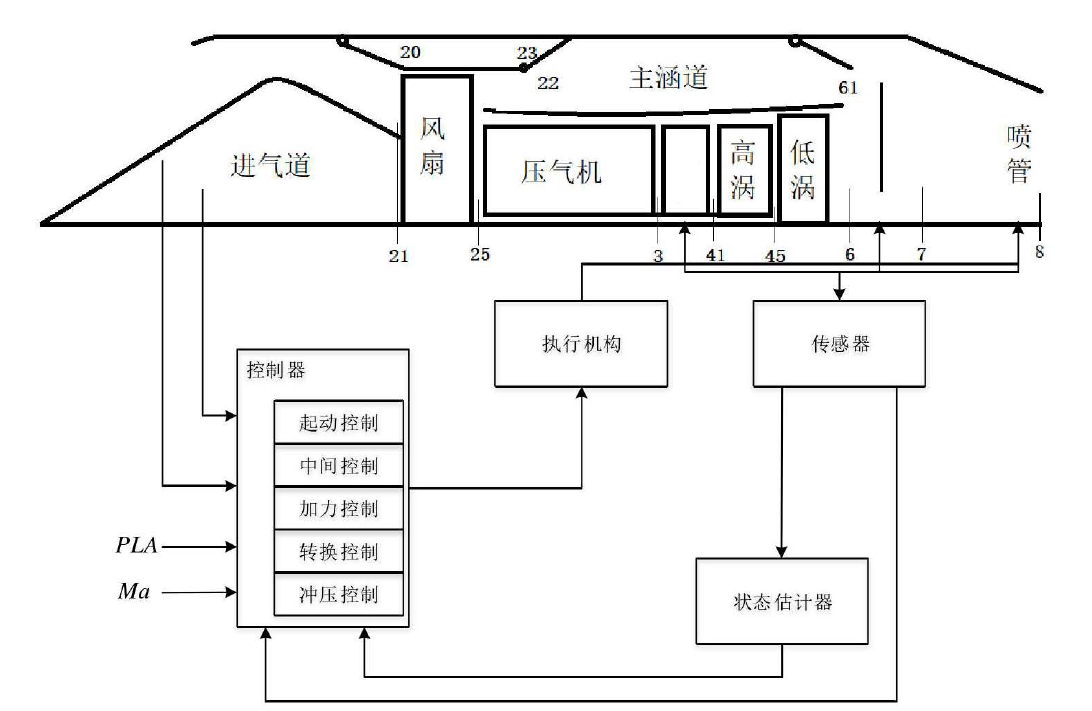 20
23
22
主涵道
61
风扇
进气道
压气机
高涡
低涡
喷管
21
25
3
41
45
6
7
8
执行机构
传感器
控制器
起动控制
中间控制
加力控制
转换控制
冲压控制
PLA
Ma
状态估计器